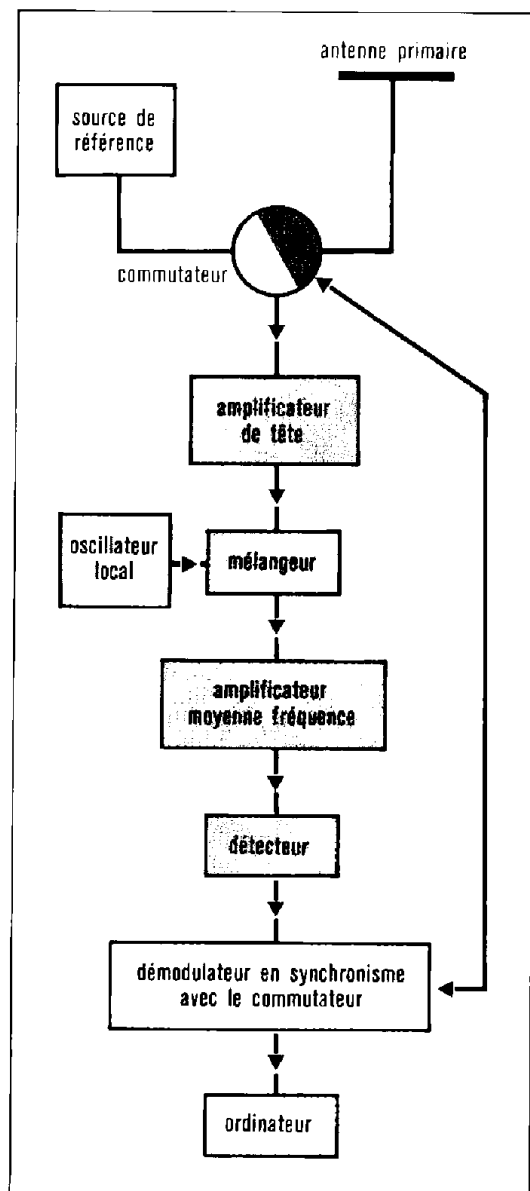 antenne primaire
source de
référence
commutateur
amplificateur
de tête
oscillateur
local
mélangeur
amplificateur
moyenne fréquence
détecteur
démodulateur en synchronisme
avec le commutateur
ordinateur